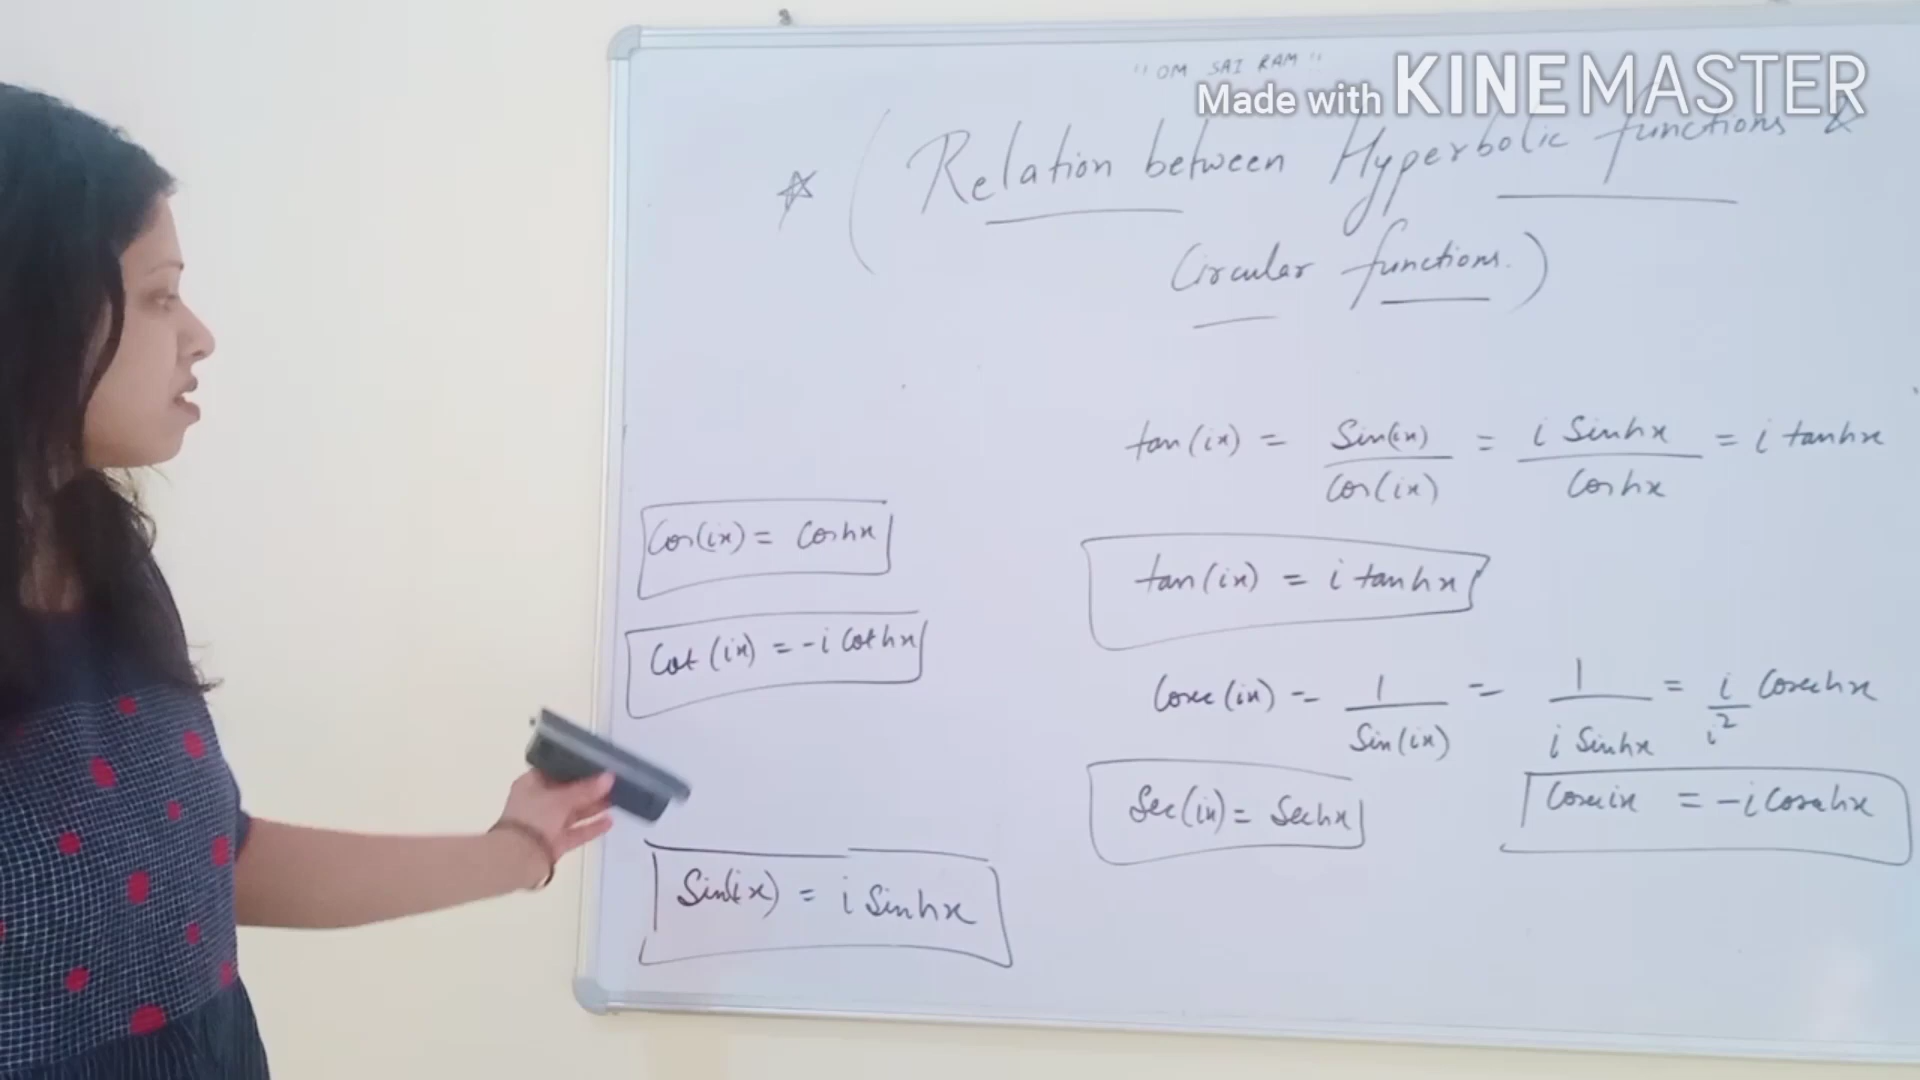 "OM SAI RAM"
Made with KINEMASTER
☆ (Relation between Hyperbolic functions &
Circular functions.)
tan(ix) = Sin(ix)/Cos(ix) = i Sinhx/Coshx = i tanhx
Cos(ix) = Coshx
tan(ix) = i tanhx
Cot(ix) = -i Cothx
Cosec(ix) = 1/Sin(ix) = 1/i Sinhx = i/i² Cosechx
Sec(ix) = Sechx
Cosecix = -i Cosechx
Sin(ix) = i Sinhx